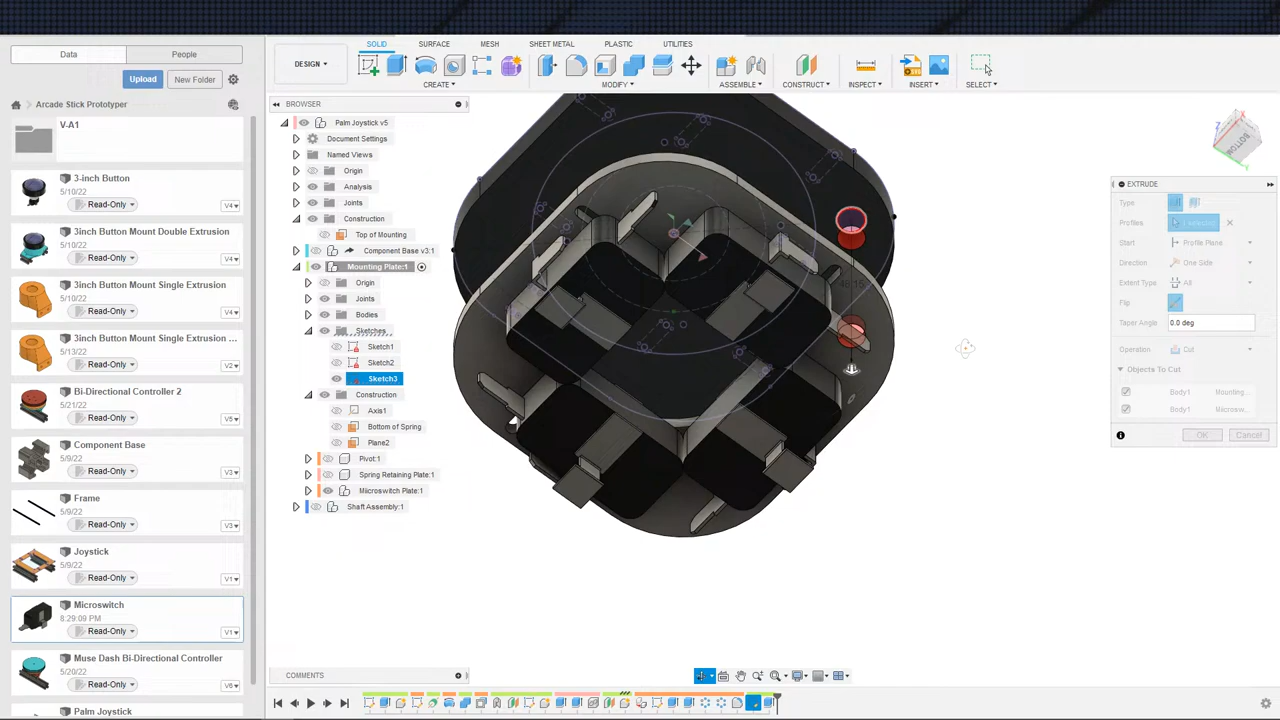 Data
People
Upload
New Folder
Arcade Stick Prototyper
V-A1
3-inch Button
5/10/22
Read-Only
V4
3inch Button Mount Double Extrusion
5/10/22
Read-Only
V4
3inch Button Mount Single Extrusion
5/10/22
Read-Only
V2
3inch Button Mount Single Extrusion ...
5/13/22
Read-Only
V2
Bi-Directional Controller 2
5/21/22
Read-Only
V5
Component Base
5/9/22
Read-Only
V3
Frame
5/9/22
Read-Only
V3
Joystick
5/9/22
Read-Only
V1
Microswitch
8:29:09 PM
Read-Only
V1
Muse Dash Bi-Directional Controller
5/20/22
Read-Only
Palm Joystick
SOLID
SURFACE
MESH
SHEET METAL
PLASTIC
UTILITIES
DESIGN
CREATE
MODIFY
ASSEMBLE
CONSTRUCT
INSPECT
INSERT
SELECT
BROWSER
Palm Joystick v5
Document Settings
Named Views
Origin
Analysis
Joints
Construction
Top of Mounting
Component Base v3:1
Mounting Plate:1
Origin
Joints
Bodies
Sketches
Sketch1
Sketch2
Sketch3
Construction
Axis1
Bottom of Spring
Plane2
Pivot:1
Spring Retaining Plate:1
Microswitch Plate:1
Shaft Assembly:1
BOTTOM
EXTRUDE
Type
Profiles
Start
Profile Plane
Direction
One Side
Extent Type
All
Flip
Taper Angle
0.0 deg
Operation
Cut
Objects To Cut
Body1
Mounting...
Body1
Microsw...
OK
Cancel
COMMENTS